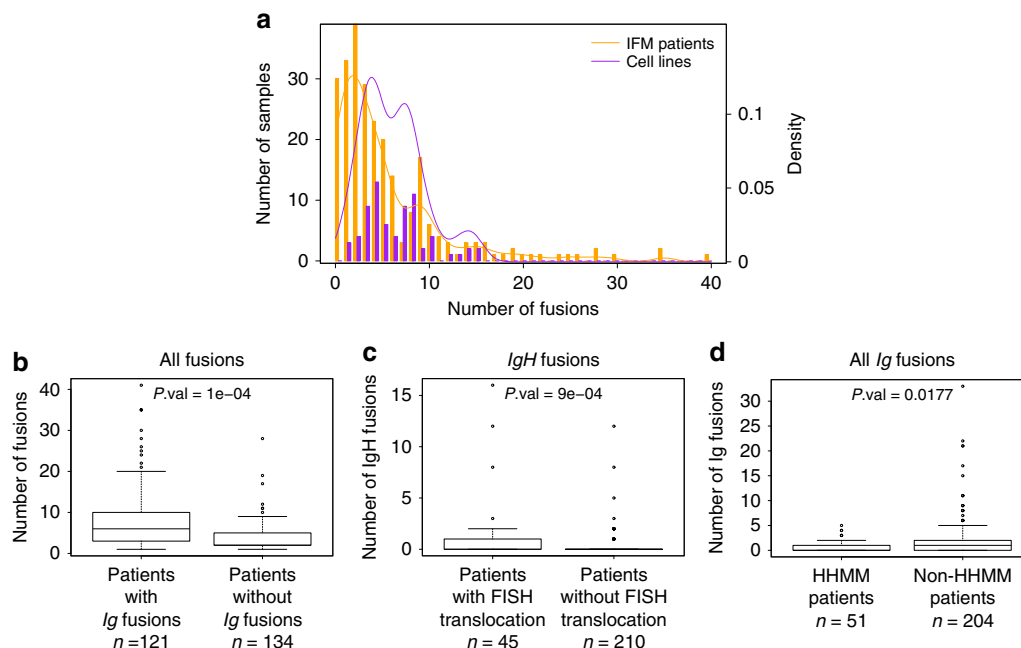 a
IFM patients
Cell lines
Number of samples
30
20
10
0
Density
0.1
0.05
0
0 10 20 30 40
Number of fusions
b
All fusions
P.val = 1e−04
Number of fusions
40
30
20
10
0
Patients with Ig fusions n =121
Patients without Ig fusions n = 134
c
IgH fusions
P.val = 9e−04
Number of IgH fusions
15
10
5
0
Patients with FISH translocation n = 45
Patients without FISH translocation n = 210
d
All Ig fusions
P.val = 0.0177
Number of Ig fusions
30
25
20
15
10
5
0
HHMM patients n = 51
Non-HHMM patients n = 204